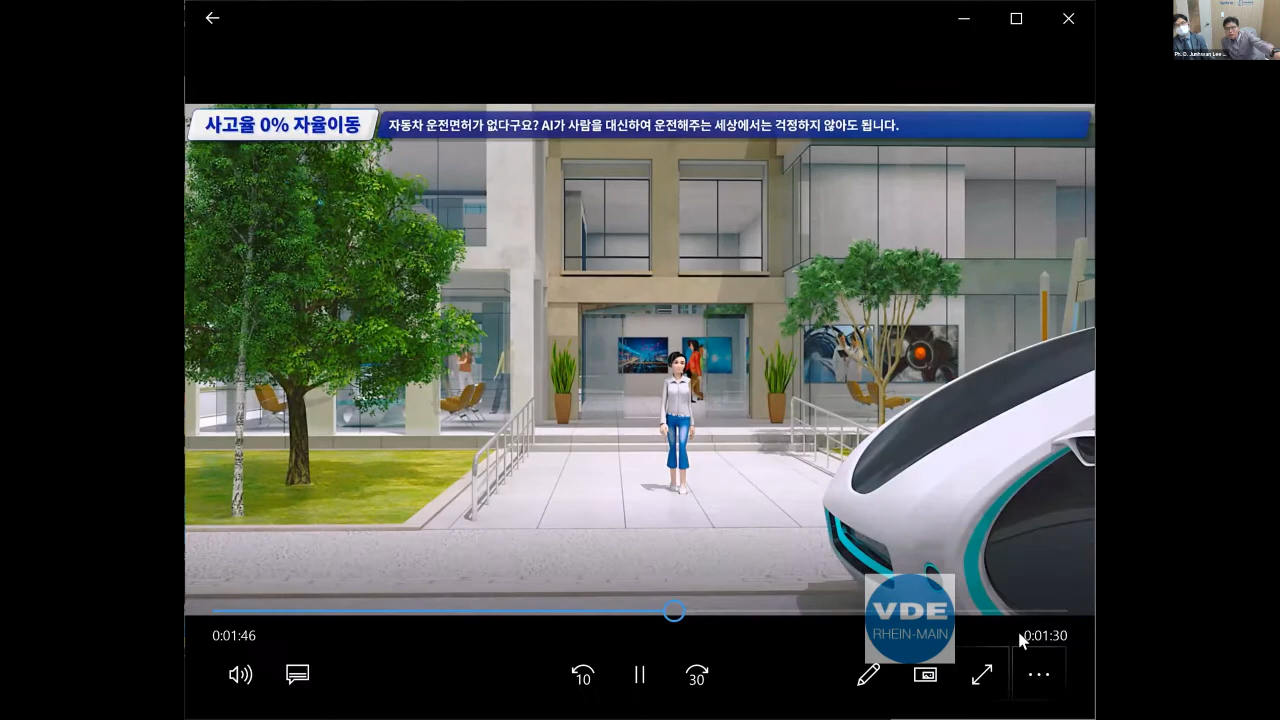 사고율 0% 자율이동
자동차 운전면허가 없다구요? AI가 사람을 대신하여 운전해주는 세상에서는 걱정하지 않아도 됩니다.
VDE
RHEIN-MAIN
0:01:46
0:01:30
10
30
Ph. D. Junhwan Lee